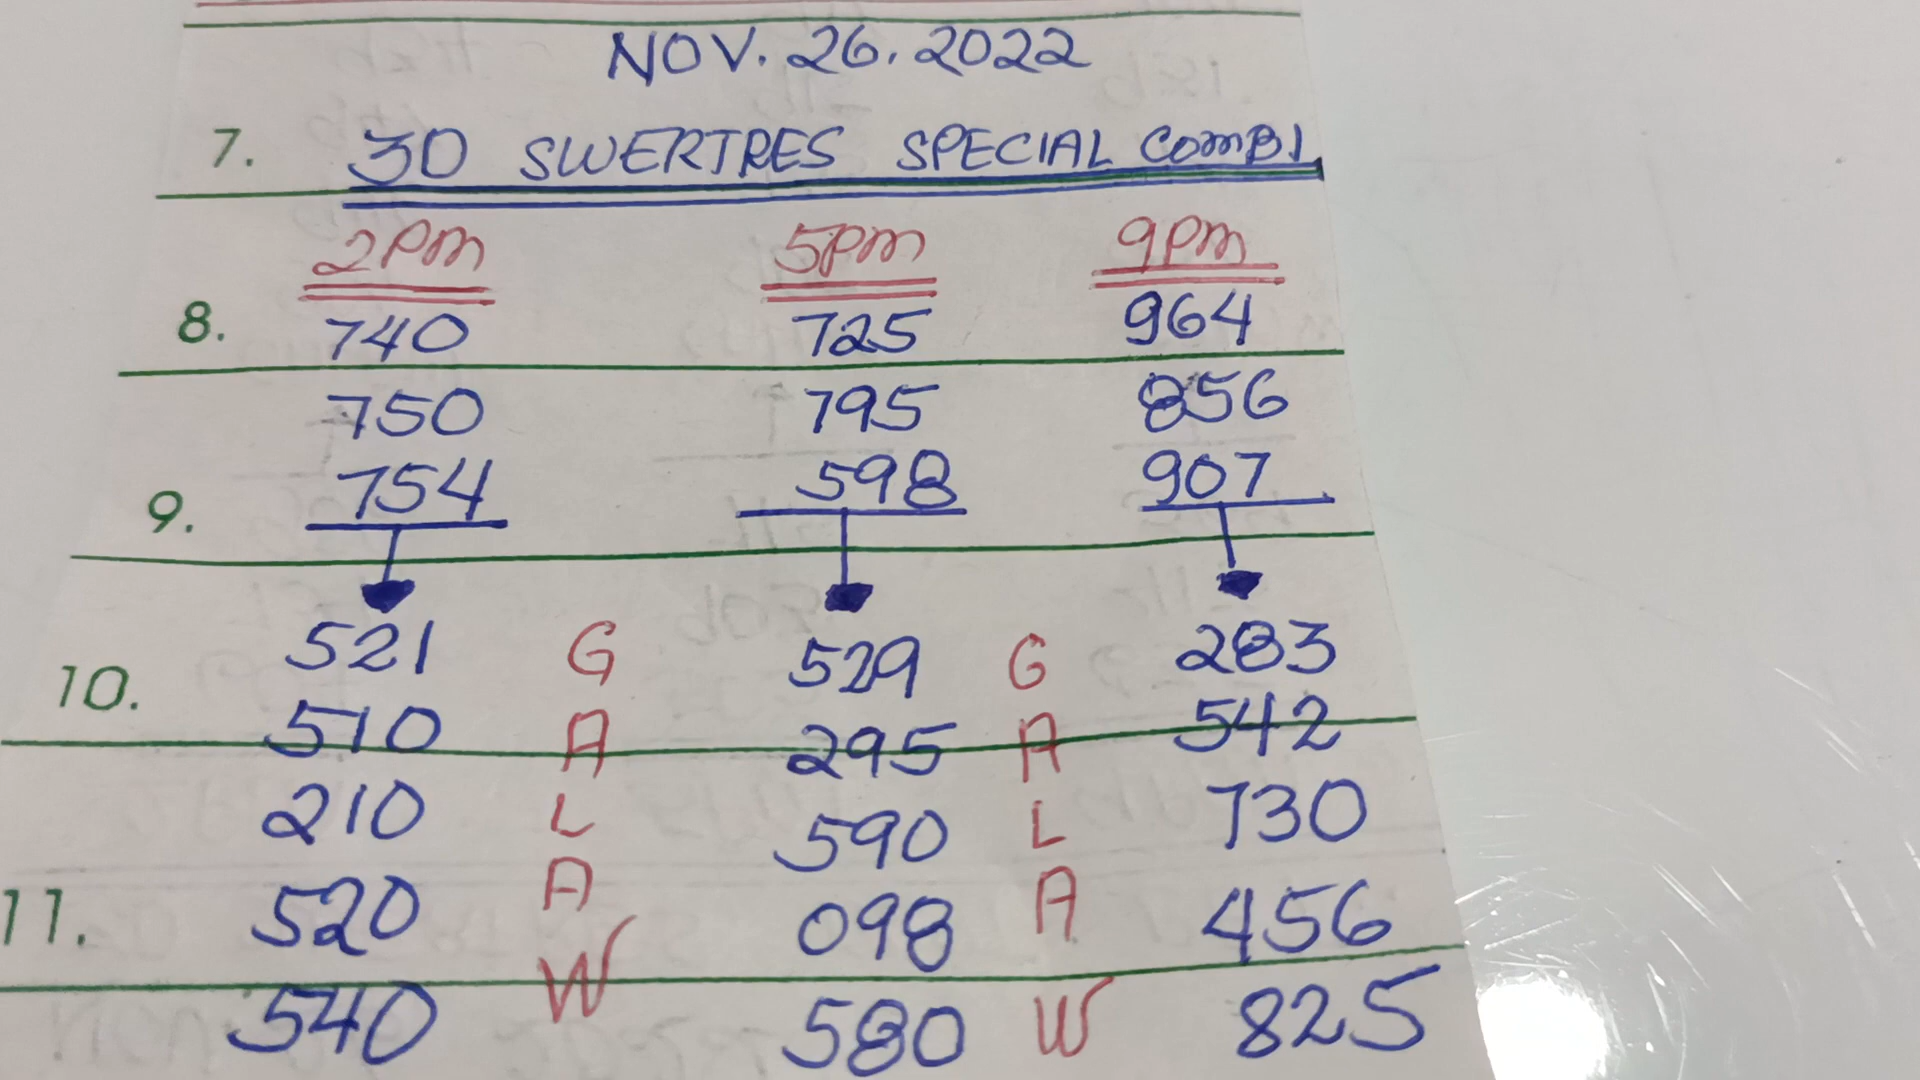 NOV. 26. 2022
7. 3D SWERTRES SPECIAL COMBI
2PM 5PM 9PM
8. 740 725 964
750 795 856
9. 754 598 907
521 G 529 G 283
10.
510 A 295 A 542
210 L 590 L 730
11. 520 A 098 A 456
540 W 580 W 825